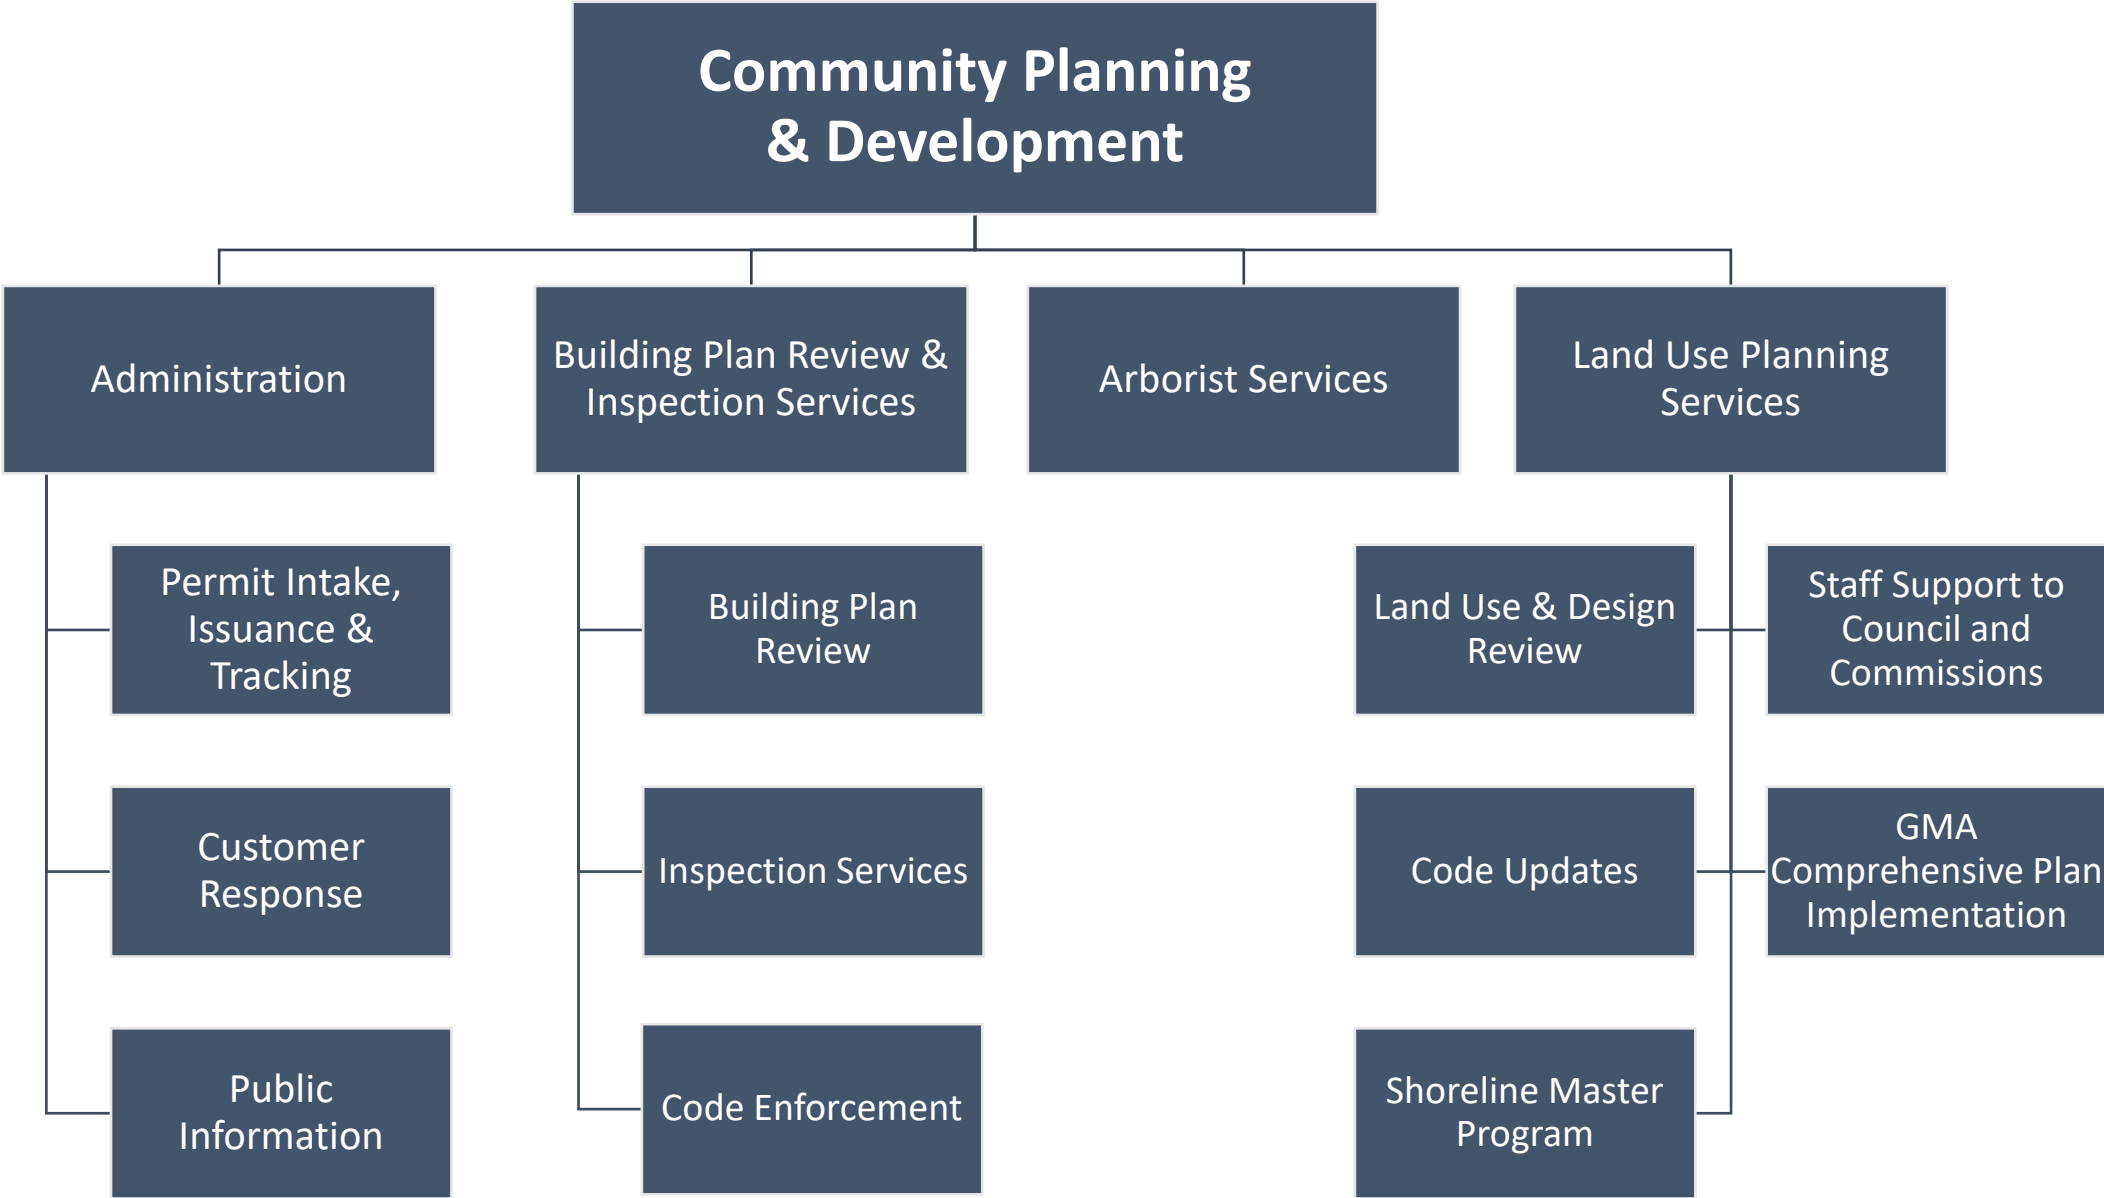 Community Planning
& Development
Administration
Building Plan Review &
Inspection Services
Arborist Services
Land Use Planning
Services
Permit Intake,
Issuance &
Tracking
Customer
Response
Public
Information
Building Plan
Review
Inspection Services
Code Enforcement
Land Use & Design
Review
Staff Support to
Council and
Commissions
Code Updates
GMA
Comprehensive Plan
Implementation
Shoreline Master
Program